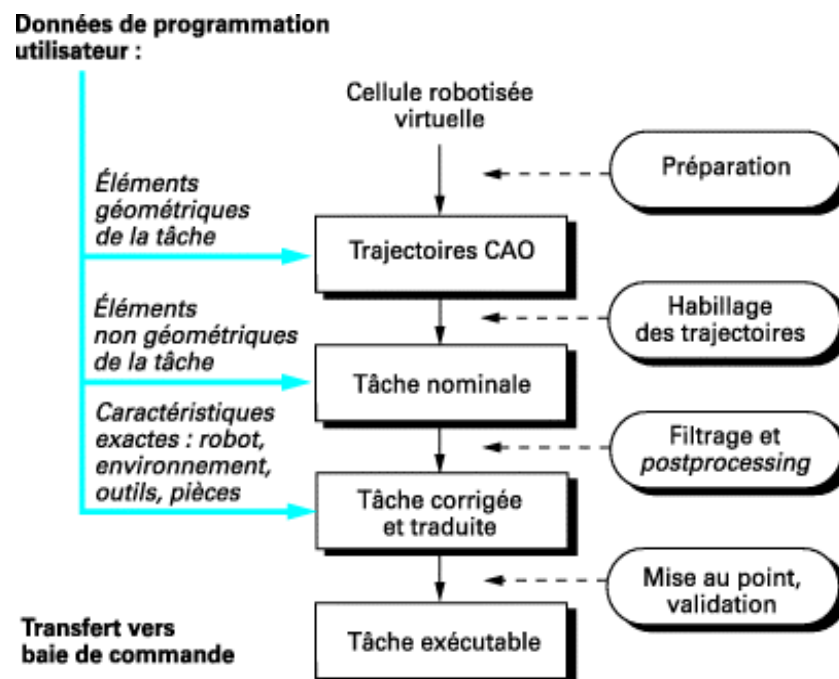 Données de programmation
utilisateur :
Cellule robotisée
virtuelle
Préparation
Éléments
géométriques
de la tâche
Trajectoires CAO
Habillage
des trajectoires
Éléments
non géométriques
de la tâche
Tâche nominale
Caractéristiques
exactes : robot,
environnement,
outils, pièces
Filtrage et
postprocessing
Tâche corrigée
et traduite
Mise au point,
validation
Transfert vers
baie de commande
Tâche exécutable